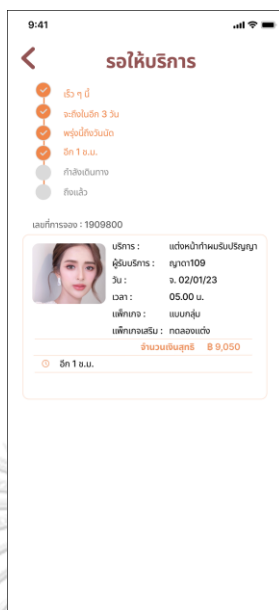 9:41
รอให้บริการ
เร็ว ๆ นี้
จะถึงในอีก 3 วัน
พรุ่งนี้ถึงวันนัด
อีก 1 ช.ม.
กำลังเดินทาง
ถึงแล้ว
เลขที่การจอง : 1909800
บริการ : แต่งหน้าทำผมรับปริญญา
ผู้รับบริการ : ญาดา109
วัน : จ. 02/01/23
เวลา : 05.00 น.
แพ็กเกจ : แบบกลุ่ม
แพ็กเกจเสริม : ทดลองแต่ง
จำนวนเงินสุทธิ ฿ 9,050
อีก 1 ช.ม.